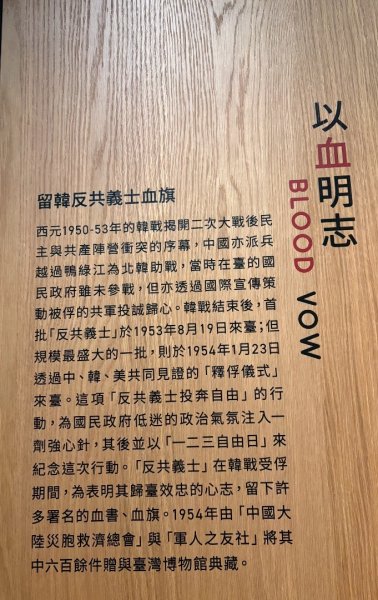 以血明志
BLOOD VOW
留韓反共義士血旗
西元1950-53年的韓戰揭開二次大戰後民
主與共產陣營衝突的序幕，中國亦派兵
越過鴨綠江為北韓助戰，當時在臺的國
民政府雖未參戰，但亦透過國際宣傳策
動被俘的共軍投誠歸心。韓戰結束後，首
批「反共義士」於1953年8月19日來臺；但
規模最盛大的一批，則於1954年1月23日
透過中、韓、美共同見證的「釋俘儀式」
來臺。這項「反共義士投奔自由」的行
動，為國民政府低迷的政治氣氛注入一
劑強心針，其後並以「一二三自由日」來
紀念這次行動。「反共義士」在韓戰受俘
期間，為表明其歸臺效忠的心志，留下許
多署名的血書、血旗。1954年由「中國大
陸災胞救濟總會」與「軍人之友社」將其
中六百餘件贈與臺灣博物館典藏。